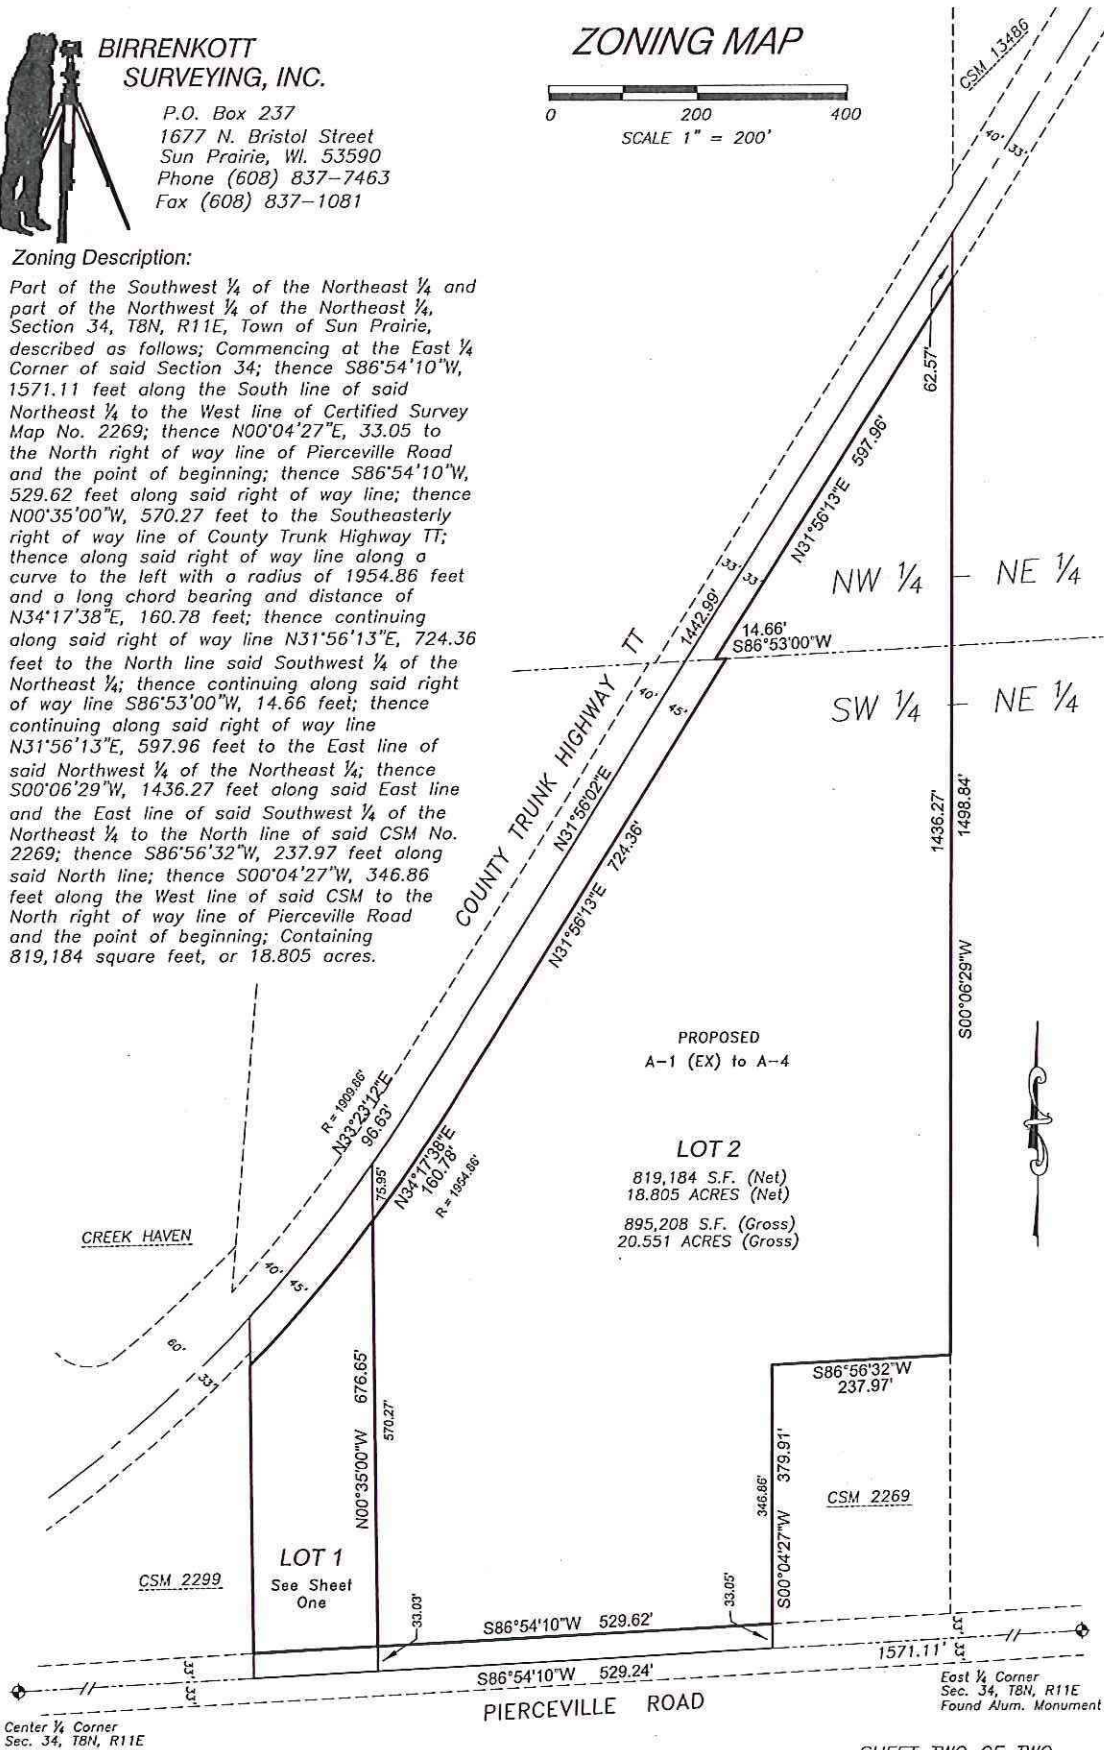 BIRRENKOTT
SURVEYING, INC.
P.O. Box 237
1677 N. Bristol Street
Sun Prairie, WI. 53590
Phone (608) 837-7463
Fax (608) 837-1081
ZONING MAP
0 200 400
SCALE 1" = 200'
Zoning Description:
Part of the Southwest ¼ of the Northeast ¼ and
part of the Northwest ¼ of the Northeast ¼,
Section 34, T8N, R11E, Town of Sun Prairie,
described as follows; Commencing at the East ¼
Corner of said Section 34; thence S86°54'10"W,
1571.11 feet along the South line of said
Northeast ¼ to the West line of Certified Survey
Map No. 2269; thence N00°04'27"E, 33.05 to
the North right of way line of Pierceville Road
and the point of beginning; thence S86°54'10"W,
529.62 feet along said right of way line; thence
N00°35'00"W, 570.27 feet to the Southeasterly
right of way line of County Trunk Highway TT;
thence along said right of way line along a
curve to the left with a radius of 1954.86 feet
and a long chord bearing and distance of
N34°17'38"E, 160.78 feet; thence continuing
along said right of way line N31°56'13"E, 724.36
feet to the North line said Southwest ¼ of the
Northeast ¼; thence continuing along said right
of way line S86°53'00"W, 14.66 feet; thence
continuing along said right of way line
N31°56'13"E, 597.96 feet to the East line of
said Northwest ¼ of the Northeast ¼; thence
S00°06'29"W, 1436.27 feet along said East line
and the East line of said Southwest ¼ of the
Northeast ¼ to the North line of said CSM No.
2269; thence S86°56'32"W, 237.97 feet along
said North line; thence S00°04'27"W, 346.86
feet along the West line of said CSM to the
North right of way line of Pierceville Road
and the point of beginning; Containing
819,184 square feet, or 18.805 acres.
CSM 13486
40' 33'
62.57'
N31°56'13"E 597.96'
NW ¼ NE ¼
33' 33'
1442.99'
14.66'
S86°53'00"W
SW ¼ NE ¼
COUNTY TRUNK HIGHWAY TT
40' 45'
N31°56'02"E
N31°56'13"E 724.36'
1436.27'
1498.84'
S00°06'29"W
PROPOSED
A-1 (EX) to A-4
LOT 2
819,184 S.F. (Net)
18.805 ACRES (Net)
895,208 S.F. (Gross)
20.551 ACRES (Gross)
R = 1909.86'
N33°23'12"E
96.63'
75.95'
N34°17'38"E
160.78'
R = 1954.86'
CREEK HAVEN
40' 45'
60'
33'
N00°35'00"W 676.65'
570.27'
S86°56'32"W
237.97'
346.86'
S00°04'27"W 379.91'
CSM 2269
CSM 2299
LOT 1
See Sheet
One
33.03'
33.05'
S86°54'10"W 529.62'
S86°54'10"W 529.24'
1571.11'
33' 33'
33' 33'
PIERCEVILLE ROAD
East ¼ Corner
Sec. 34, T8N, R11E
Found Alum. Monument
Center ¼ Corner
Sec. 34, T8N, R11E
SHEET TWO OF TWO